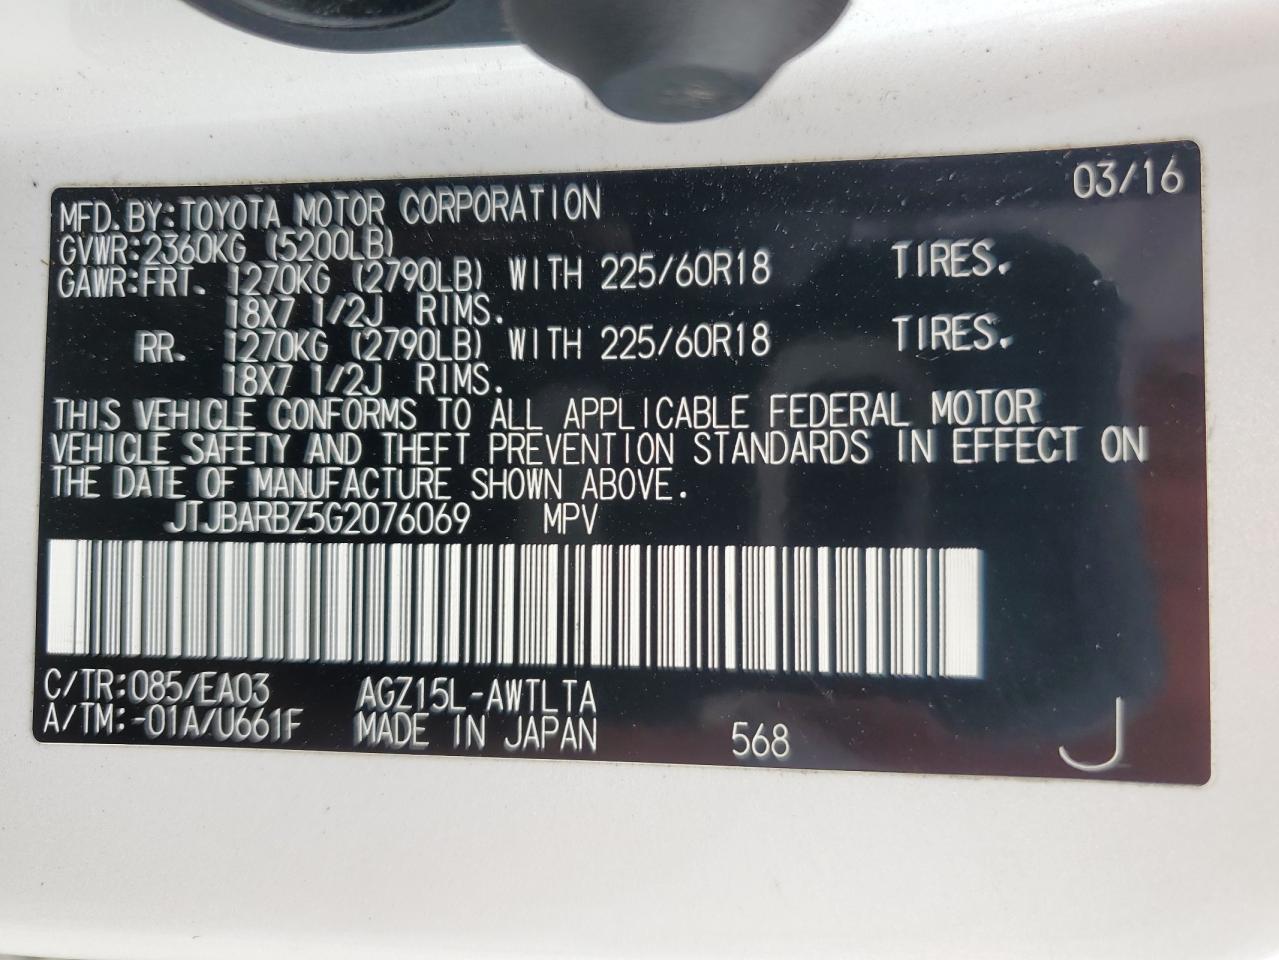 03/16
MFD.BY:TOYOTA MOTOR CORPORATION
GVWR:2360KG (5200LB)
GAWR:FRT. 1270KG (2790LB) WITH 225/60R18 TIRES.
18X7 1/2J RIMS.
RR. 1270KG (2790LB) WITH 225/60R18 TIRES.
18X7 1/2J RIMS.
THIS VEHICLE CONFORMS TO ALL APPLICABLE FEDERAL MOTOR
VEHICLE SAFETY AND THEFT PREVENTION STANDARDS IN EFFECT ON
THE DATE OF MANUFACTURE SHOWN ABOVE.
JTJBARBZ5G2076069 MPV
C/TR:085/EA03 AGZ15L-AWTLTA
A/TM:-01A/U661F MADE IN JAPAN 568 J